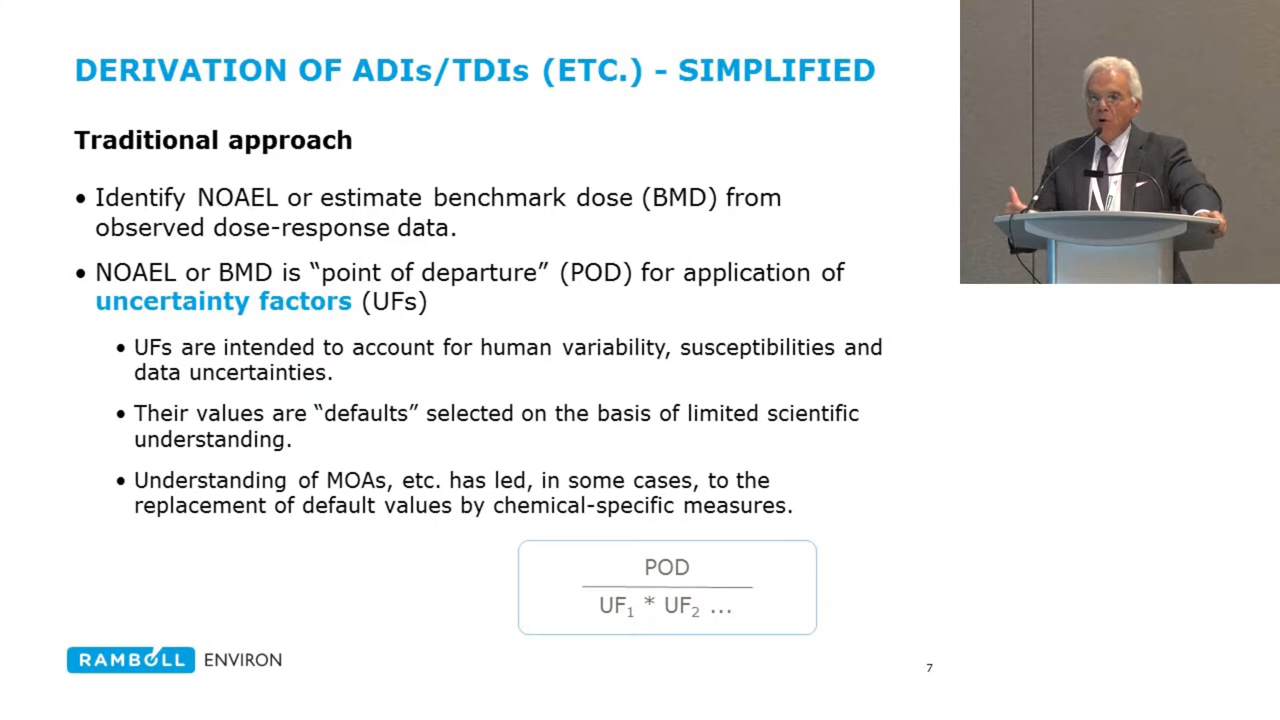 DERIVATION OF ADIs/TDIs (ETC.) - SIMPLIFIED
Traditional approach
• Identify NOAEL or estimate benchmark dose (BMD) from
observed dose-response data.
• NOAEL or BMD is “point of departure” (POD) for application of
uncertainty factors (UFs)
• UFs are intended to account for human variability, susceptibilities and
data uncertainties.
• Their values are “defaults” selected on the basis of limited scientific
understanding.
• Understanding of MOAs, etc. has led, in some cases, to the
replacement of default values by chemical-specific measures.
POD
UF₁ * UF₂ ...
RAMBOLL ENVIRON
7